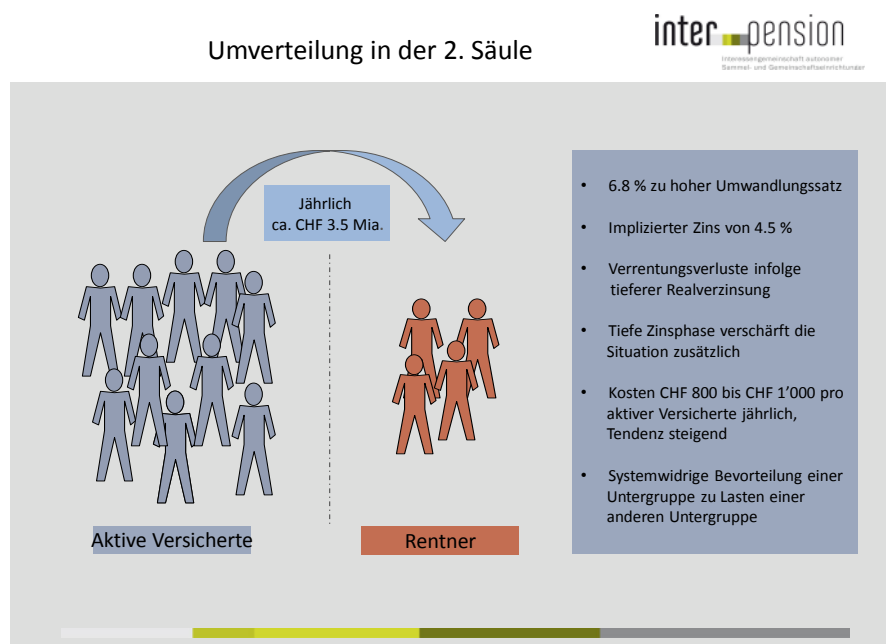 Umverteilung in der 2. Säule
inter pension
Interessengemeinschaft autonomer
Sammel- und Gemeinschaftseinrichtungen
Jährlich
ca. CHF 3.5 Mia.
Aktive Versicherte
Rentner
• 6.8 % zu hoher Umwandlungssatz
• Implizierter Zins von 4.5 %
• Verrentungsverluste infolge
tieferer Realverzinsung
• Tiefe Zinsphase verschärft die
Situation zusätzlich
• Kosten CHF 800 bis CHF 1’000 pro
aktiver Versicherte jährlich,
Tendenz steigend
• Systemwidrige Bevorteilung einer
Untergruppe zu Lasten einer
anderen Untergruppe